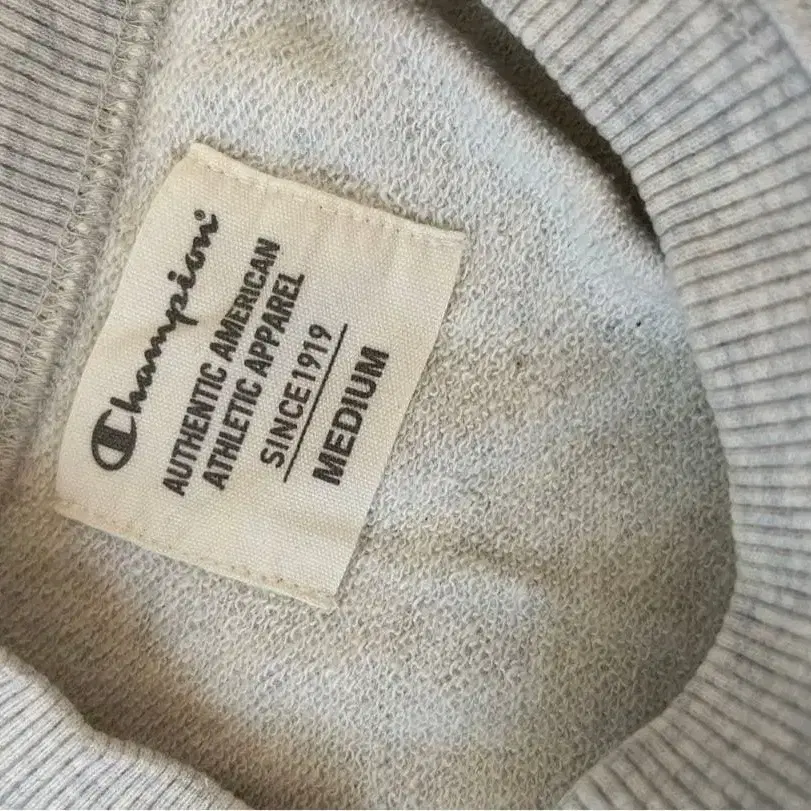 Champion®
AUTHENTIC AMERICAN
ATHLETIC APPAREL
SINCE 1919
MEDIUM